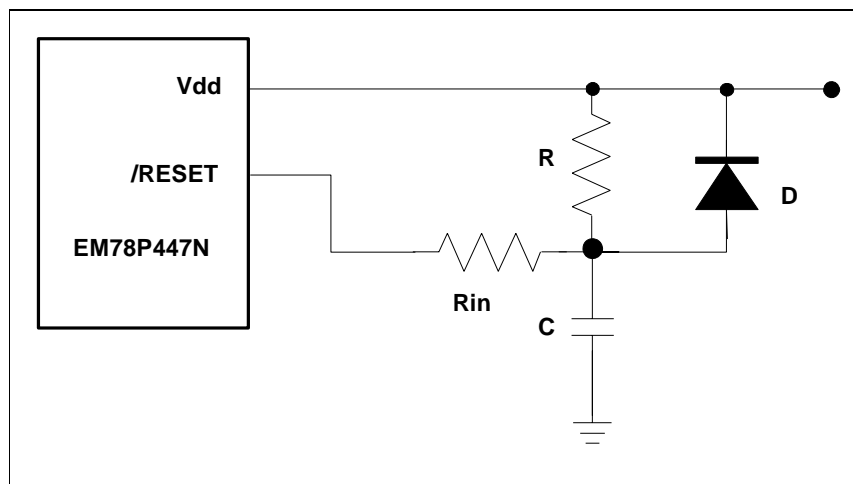 Vdd
R
/RESET
D
EM78P447N
Rin
C